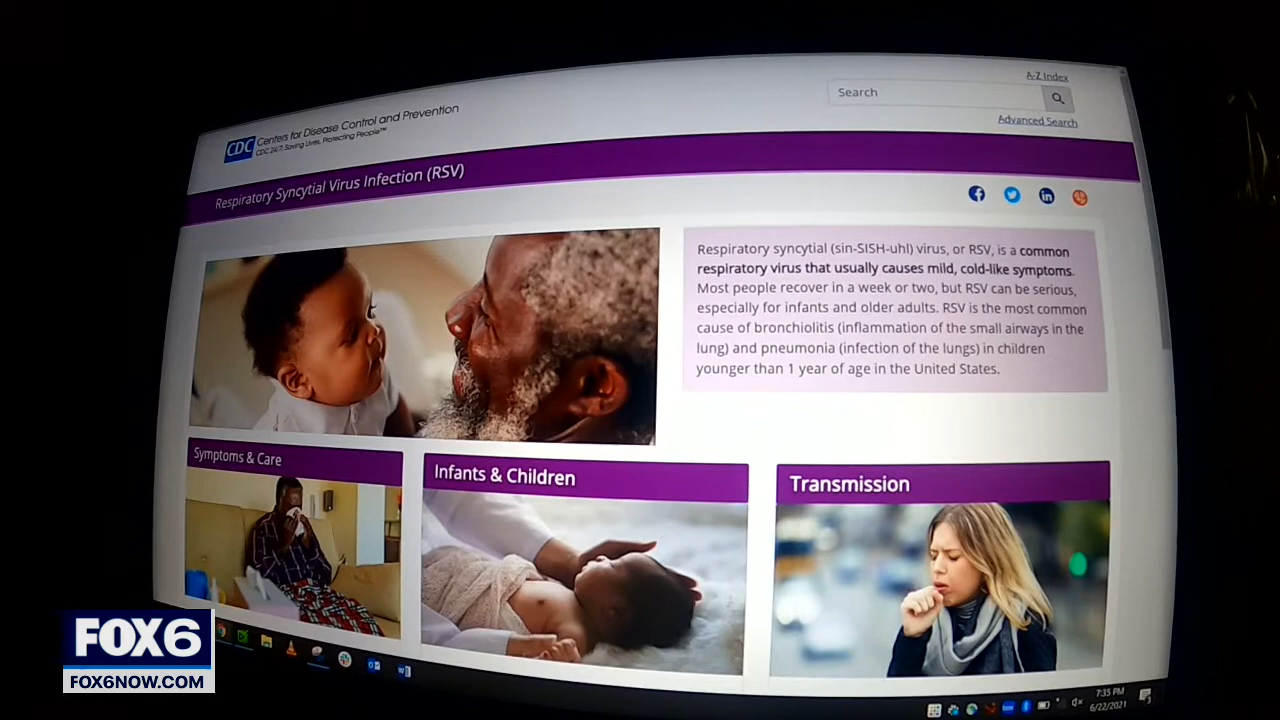 A-Z Index
Search
Advanced Search
CDC
Centers for Disease Control and Prevention
CDC 24/7: Saving Lives, Protecting People™
Respiratory Syncytial Virus Infection (RSV)
Respiratory syncytial (sin-SISH-uhl) virus, or RSV, is a common
respiratory virus that usually causes mild, cold-like symptoms.
Most people recover in a week or two, but RSV can be serious,
especially for infants and older adults. RSV is the most common
cause of bronchiolitis (inflammation of the small airways in the
lung) and pneumonia (infection of the lungs) in children
younger than 1 year of age in the United States.
Symptoms & Care
Infants & Children
Transmission
FOX6
FOX6NOW.COM
7:35 PM
6/22/2021